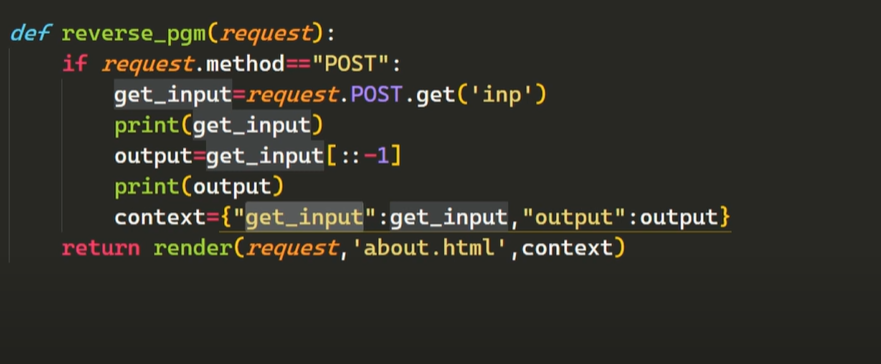 def reverse_pgm(request):
    if request.method=="POST":
        get_input=request.POST.get('inp')
        print(get_input)
        output=get_input[::-1]
        print(output)
        context={"get_input":get_input,"output":output}
    return render(request,'about.html',context)